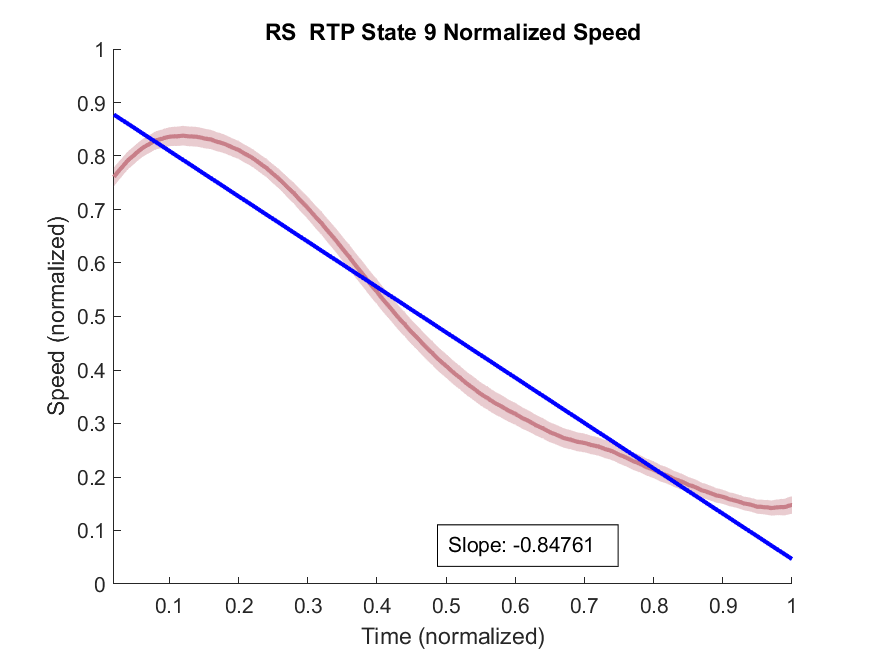 RS  RTP State 9 Normalized Speed
1
0.9
0.8
0.7
0.6
0.5
0.4
0.3
0.2
0.1
0
Speed (normalized)
Slope: -0.84761
0.1 0.2 0.3 0.4 0.5 0.6 0.7 0.8 0.9 1
Time (normalized)